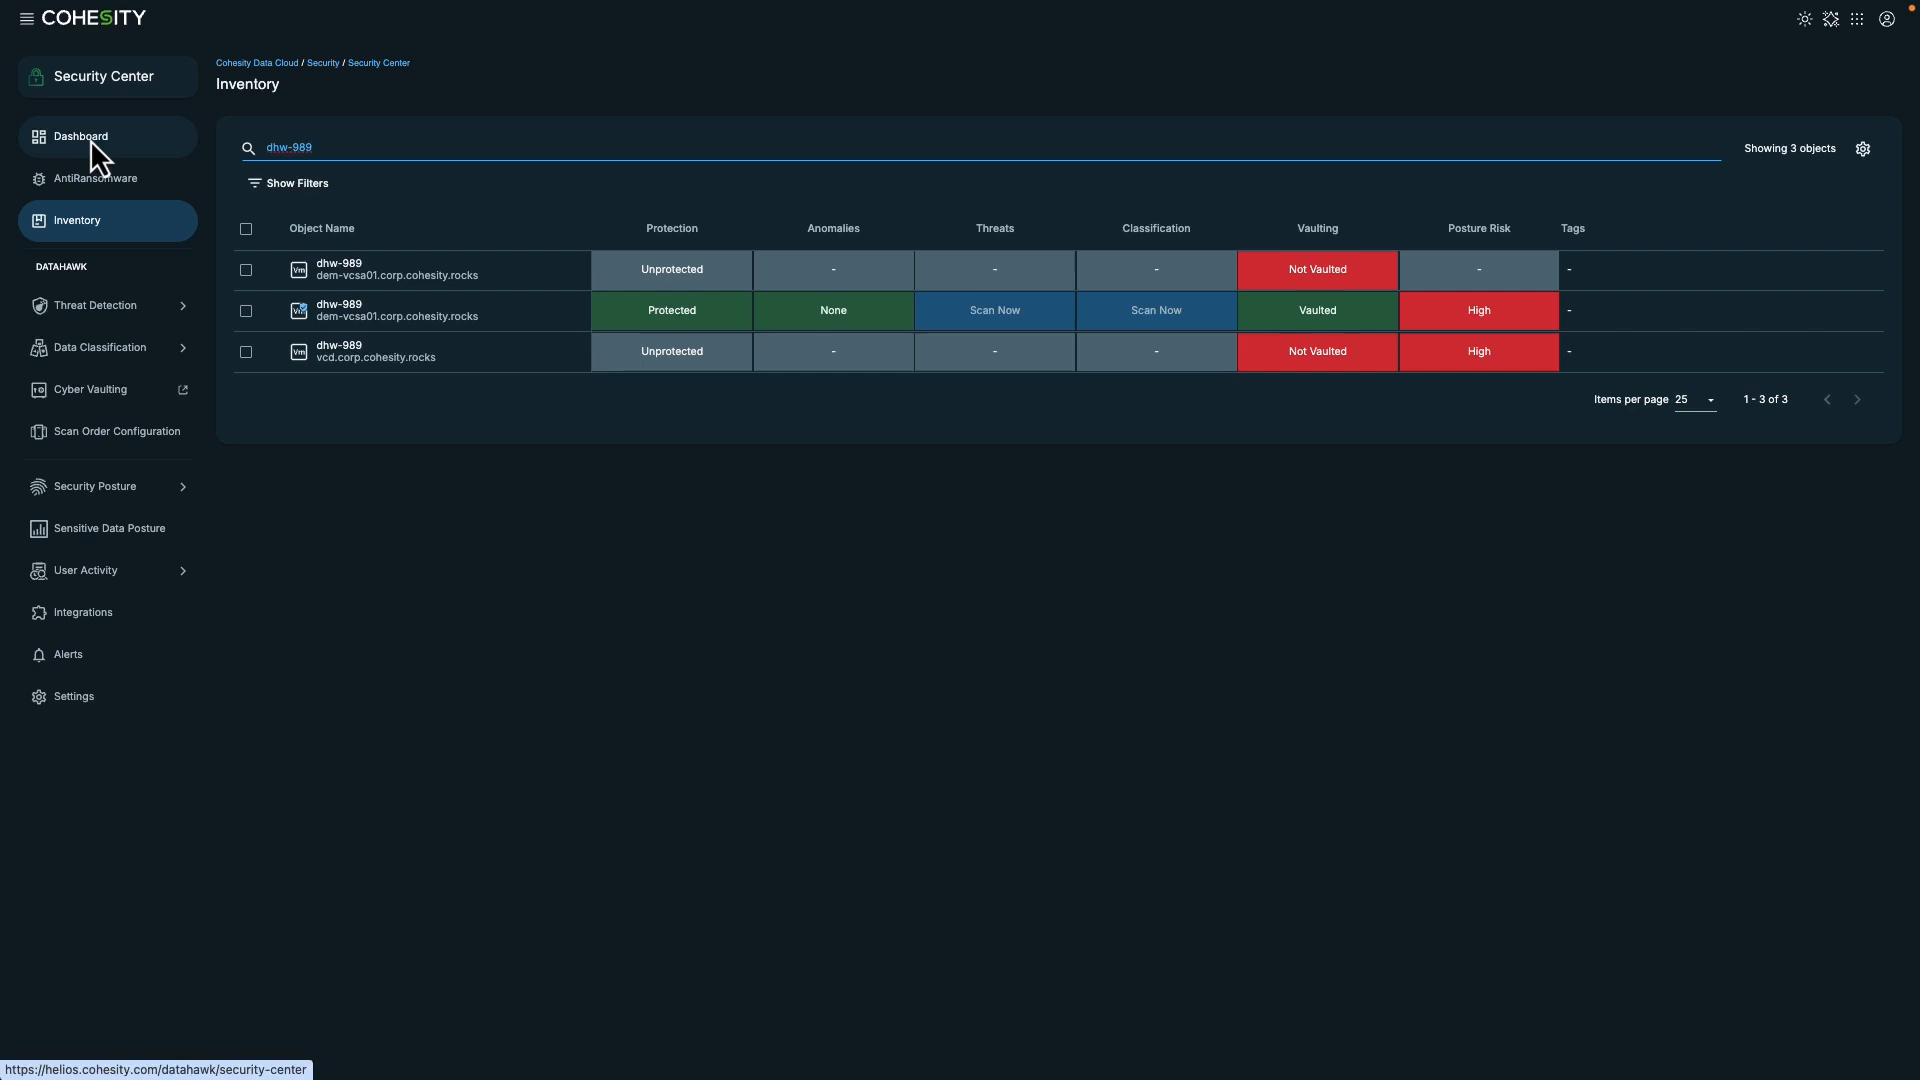 COHESITY
Security Center
Cohesity Data Cloud / Security / Security Center
Inventory
Dashboard
AntiRansomware
Inventory
DATAHAWK
Threat Detection
Data Classification
Cyber Vaulting
Scan Order Configuration
Security Posture
Sensitive Data Posture
User Activity
Integrations
Alerts
Settings
dhw-989
Showing 3 objects
Show Filters
Object Name Protection Anomalies Threats Classification Vaulting Posture Risk Tags
Vm dhw-989
dem-vcsa01.corp.cohesity.rocks
Unprotected - - - Not Vaulted - -
Vm dhw-989
dem-vcsa01.corp.cohesity.rocks
Protected None Scan Now Scan Now Vaulted High -
Vm dhw-989
vcd.corp.cohesity.rocks
Unprotected - - - Not Vaulted High -
Items per page 25 1 - 3 of 3
https://helios.cohesity.com/datahawk/security-center